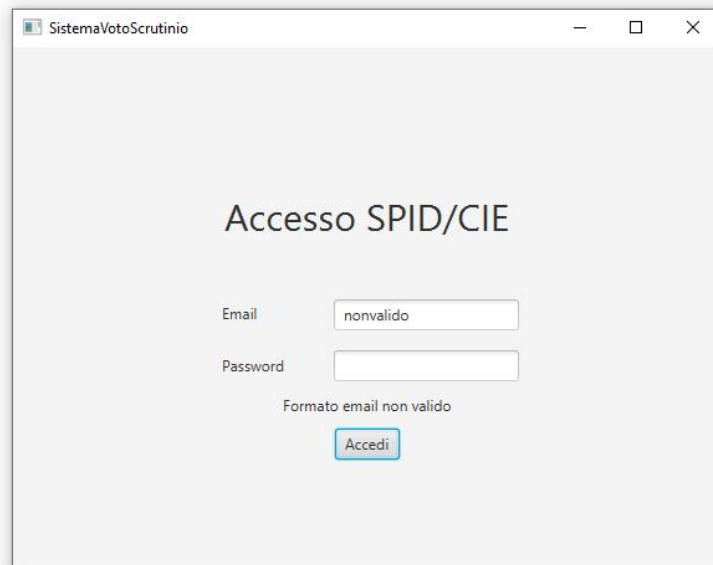 SistemaVotoScrutinio
Accesso SPID/CIE
Email
nonvalido
Password
Formato email non valido
Accedi